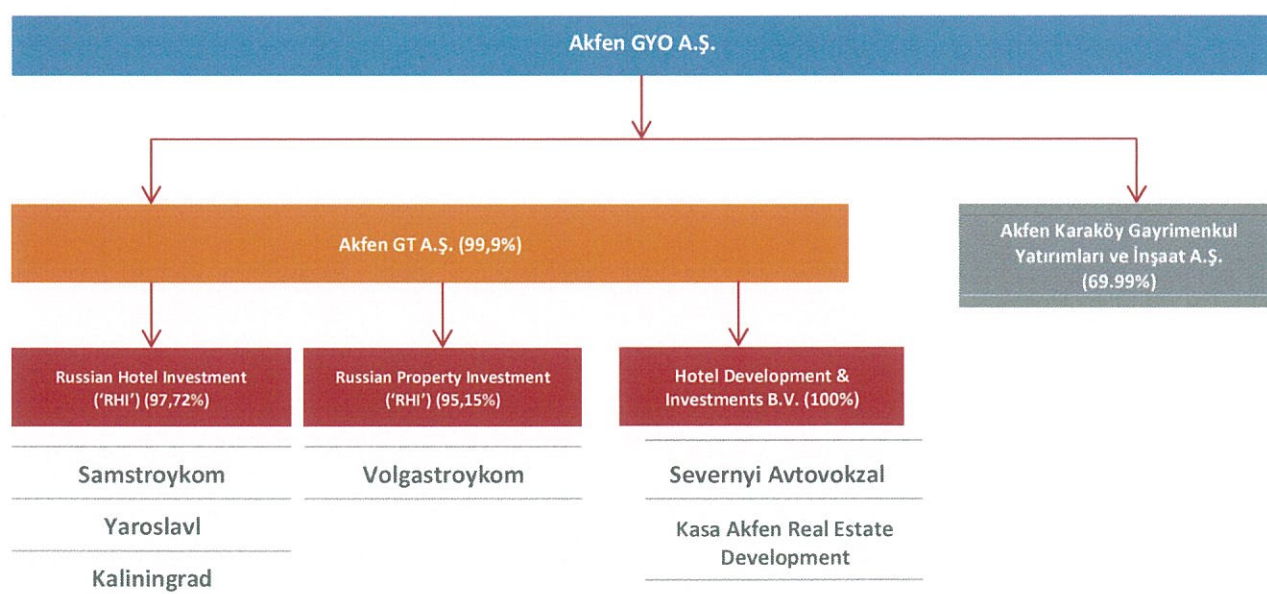 Akfen GYO A.Ş.
Akfen GT A.Ş. (99,9%)
Akfen Karaköy Gayrimenkul
Yatırımları ve İnşaat A.Ş.
(69.99%)
Russian Hotel Investment
(‘RHI’) (97,72%)
Russian Property Investment
(‘RHI’) (95,15%)
Hotel Development &
Investments B.V. (100%)
Samstroykom
Yaroslavl
Kaliningrad
Volgastroykom
Severnyi Avtovokzal
Kasa Akfen Real Estate
Development